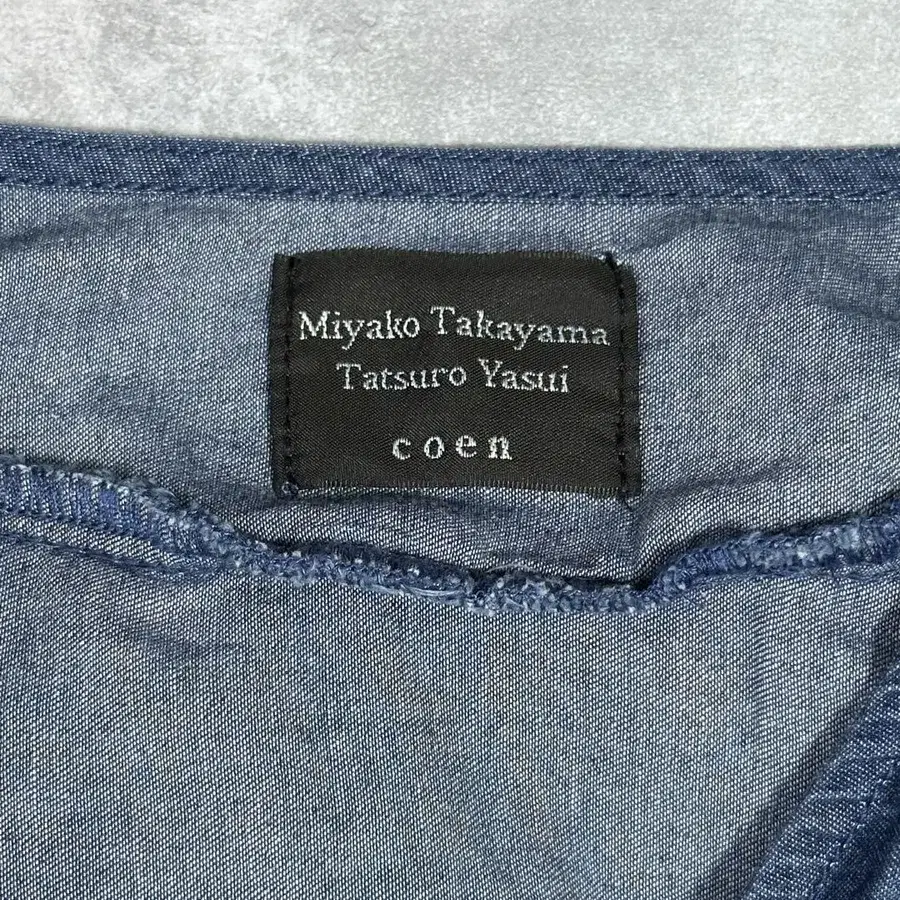 Miyako Takayama
Tatsuro Yasui
coen